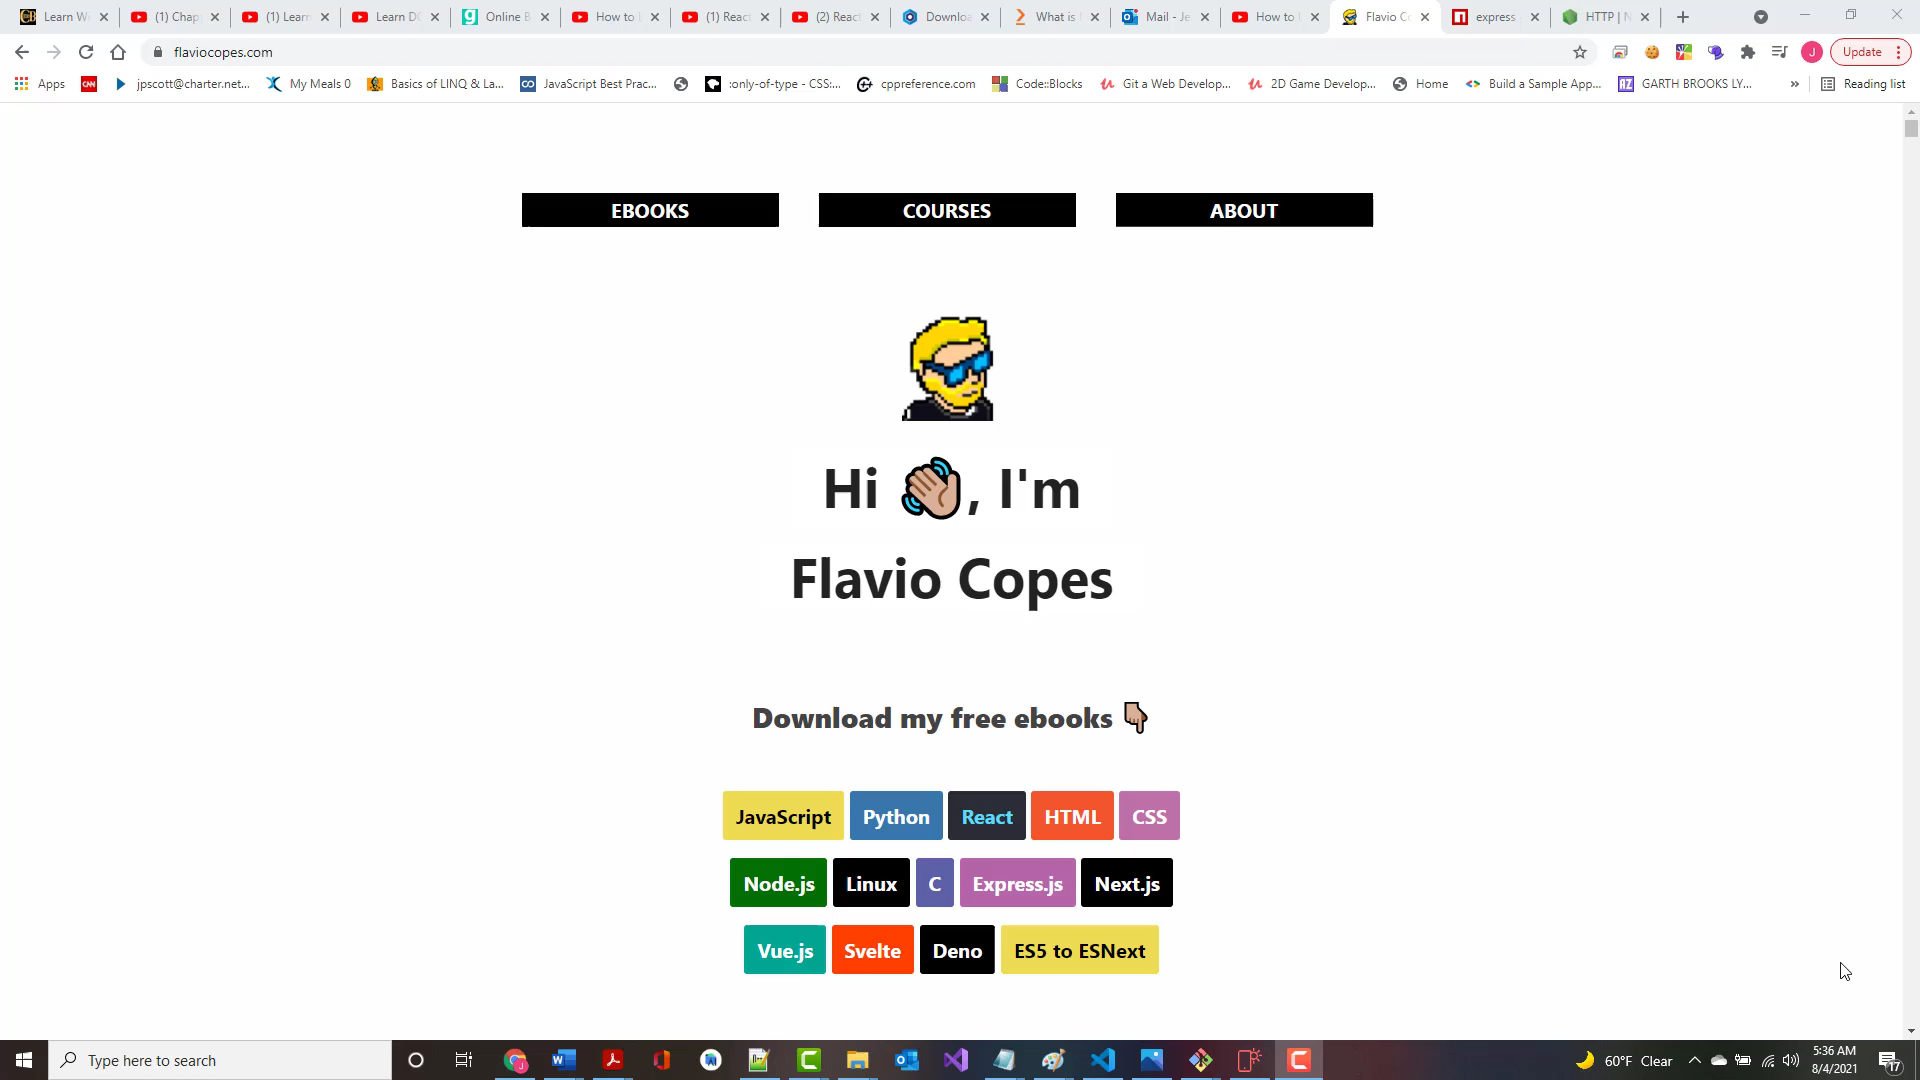 Learn W
(1) Chap
(1) Learn
Learn D
Online B
How to
(1) React
(2) React
Downloa
What is
Mail - Je
How to
Flavio Co
express
HTTP | N
flaviocopes.com
Update
Apps
CNN
jpscott@charter.net...
My Meals 0
Basics of LINQ & La...
JavaScript Best Prac...
:only-of-type - CSS:...
cppreference.com
Code::Blocks
Git a Web Develop...
2D Game Develop...
Home
Build a Sample App...
GARTH BROOKS LY...
»
Reading list
EBOOKS
COURSES
ABOUT
Hi 👋🏼, I'm
Flavio Copes
Download my free ebooks 👇🏼
JavaScript Python React HTML CSS
Node.js Linux C Express.js Next.js
Vue.js Svelte Deno ES5 to ESNext
Type here to search
60°F Clear
5:36 AM
8/4/2021
17